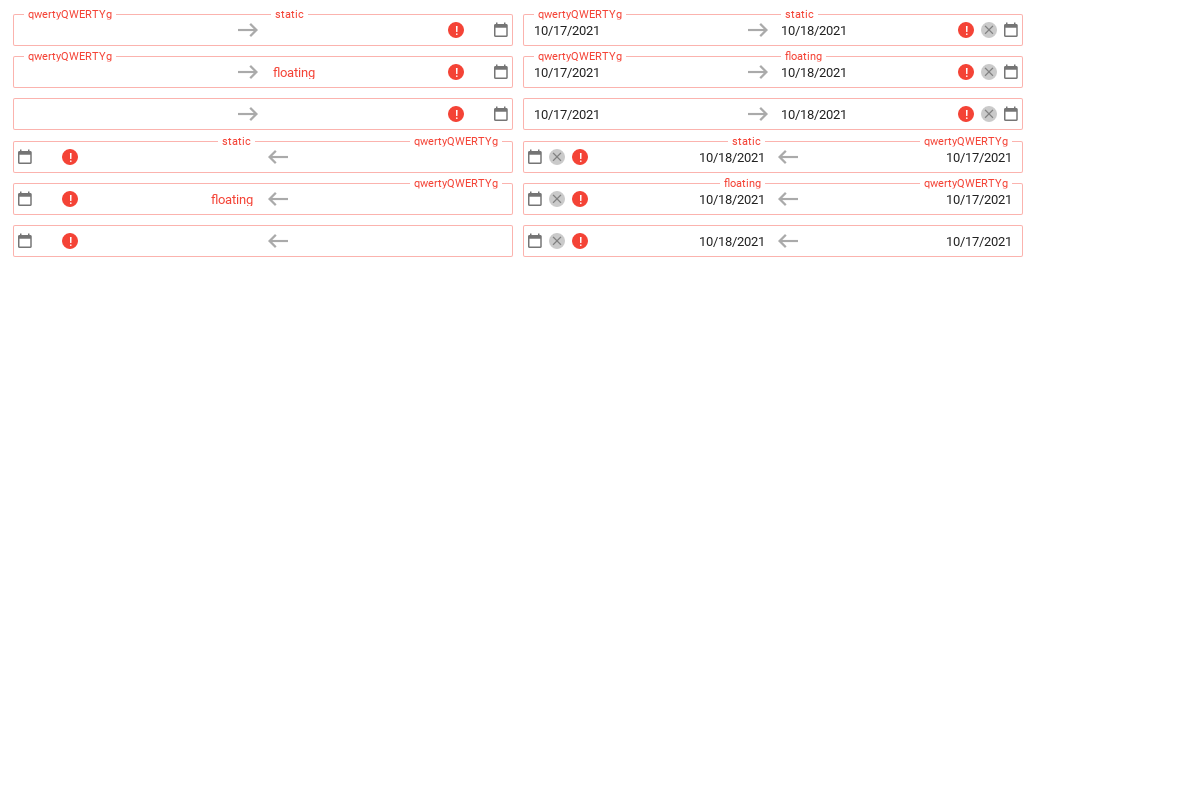 qwertyQWERTYg static qwertyQWERTYg static
10/17/2021 10/18/2021
qwertyQWERTYg qwertyQWERTYg floating
floating 10/17/2021 10/18/2021
10/17/2021 10/18/2021
static qwertyQWERTYg static qwertyQWERTYg
10/18/2021 10/17/2021
qwertyQWERTYg floating qwertyQWERTYg
floating 10/18/2021 10/17/2021
10/18/2021 10/17/2021